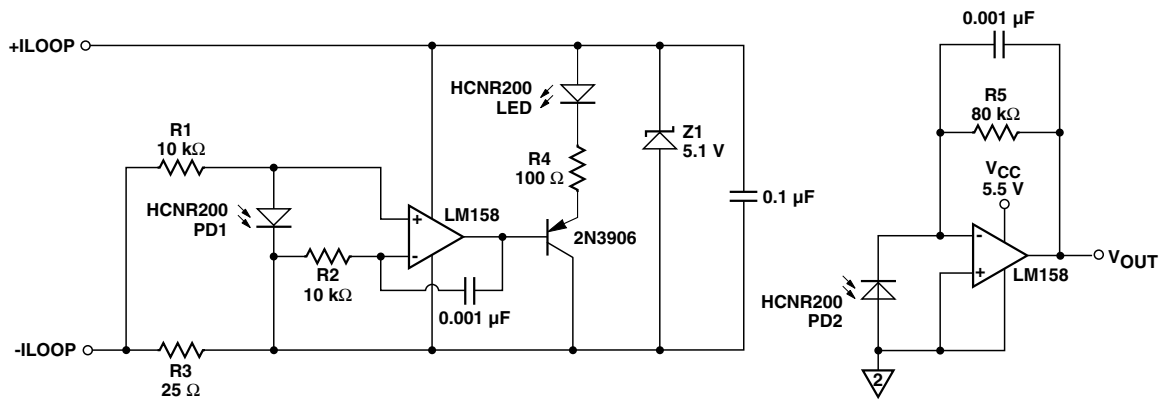 +ILOOP
R1
10 kΩ
HCNR200
PD1
R2
10 kΩ
LM158
+
-
0.001 µF
-ILOOP
R3
25 Ω
HCNR200
LED
R4
100 Ω
2N3906
Z1
5.1 V
0.1 µF
0.001 µF
R5
80 kΩ
VCC
5.5 V
-
+
LM158
VOUT
HCNR200
PD2
2